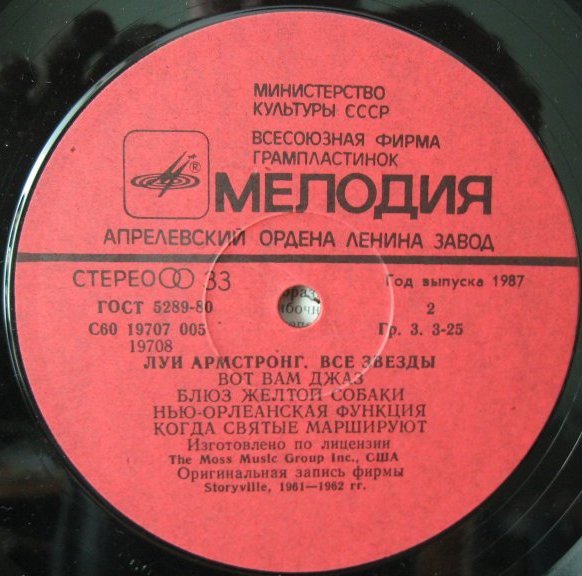 МИНИСТЕРСТВО
КУЛЬТУРЫ СССР
ВСЕСОЮЗНАЯ ФИРМА
ГРАМПЛАСТИНОК
®
МЕЛОДИЯ
АПРЕЛЕВСКИЙ ОРДЕНА ЛЕНИНА ЗАВОД
СТЕРЕО 33
Год выпуска 1987
ГОСТ 5289-80
2
С60 19707 005
Гр. 3. 3-25
19708
ЛУИ АРМСТРОНГ. ВСЕ ЗВЕЗДЫ
ВОТ ВАМ ДЖАЗ
БЛЮЗ ЖЕЛТОЙ СОБАКИ
НЬЮ-ОРЛЕАНСКАЯ ФУНКЦИЯ
КОГДА СВЯТЫЕ МАРШИРУЮТ
Изготовлено по лицензии
The Moss Music Group Inc., США
Оригинальная запись фирмы
Storyville, 1961—1962 гг.